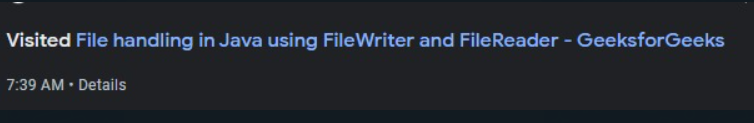 Visited File handling in Java using FileWriter and FileReader - GeeksforGeeks
7:39 AM • Details